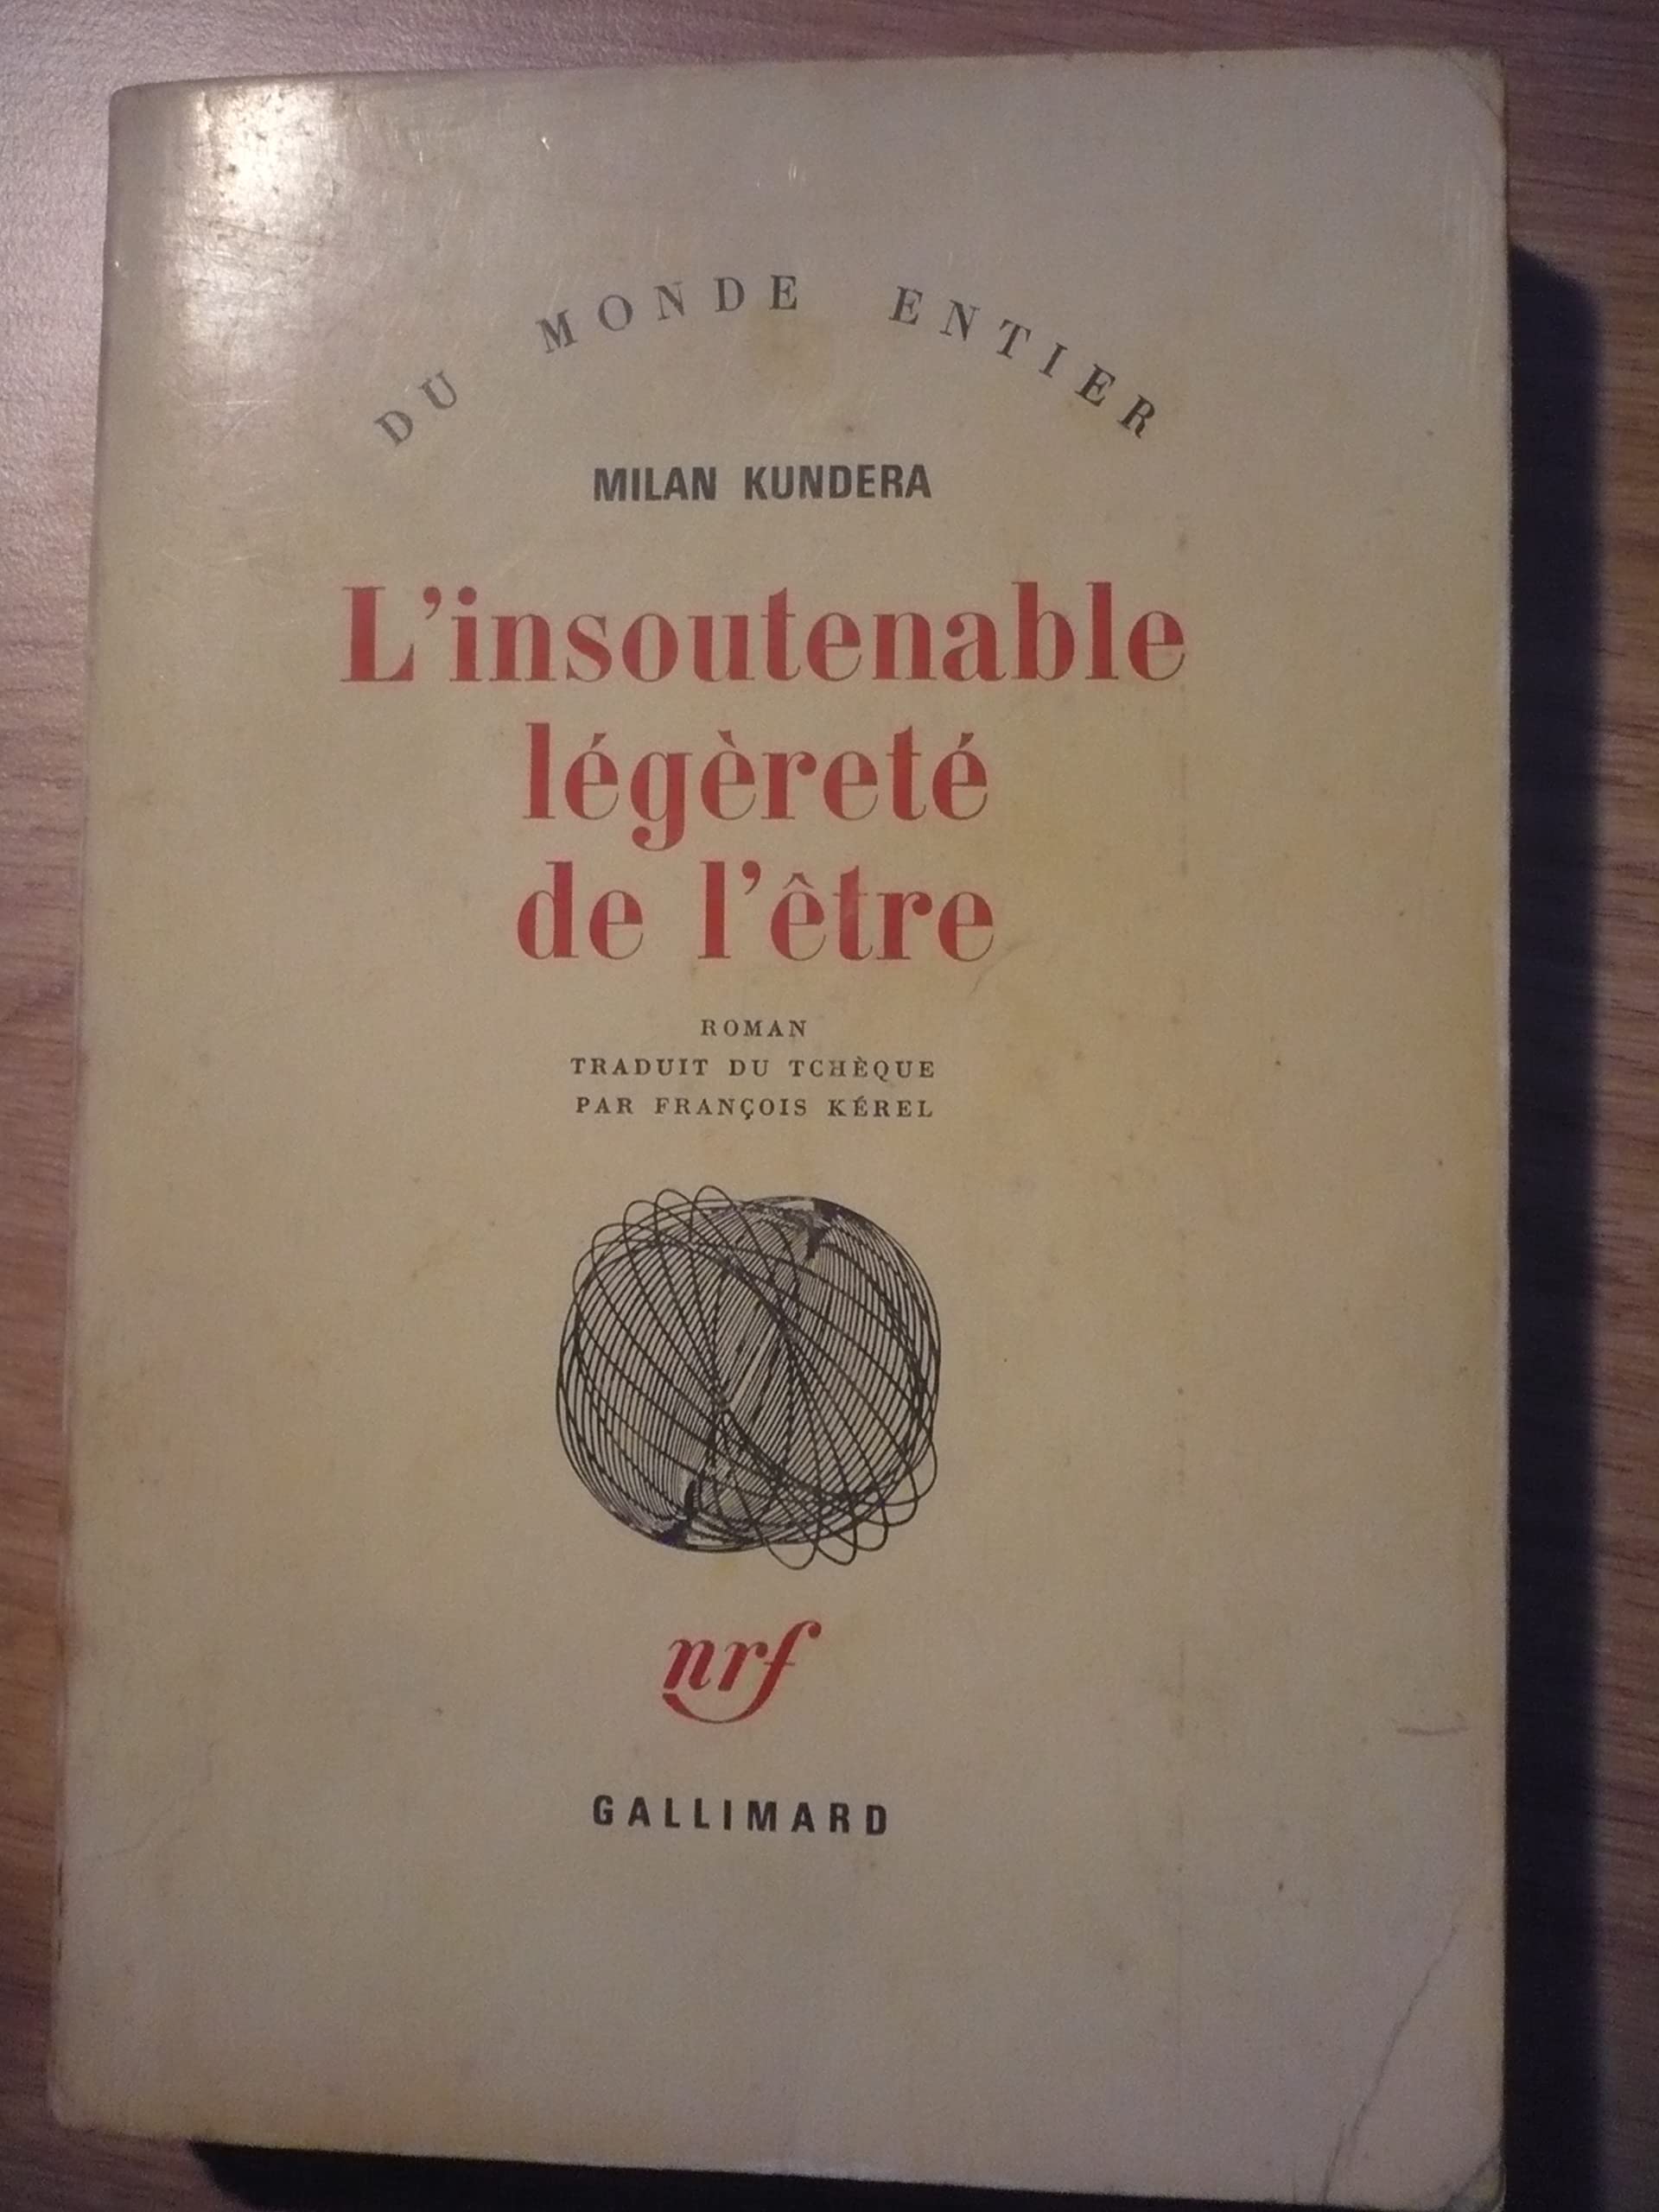 DU MONDE ENTIER
MILAN KUNDERA
L'insoutenable
légèreté
de l'être
ROMAN
TRADUIT DU TCHÈQUE
PAR FRANÇOIS KÉREL
nrf
GALLIMARD